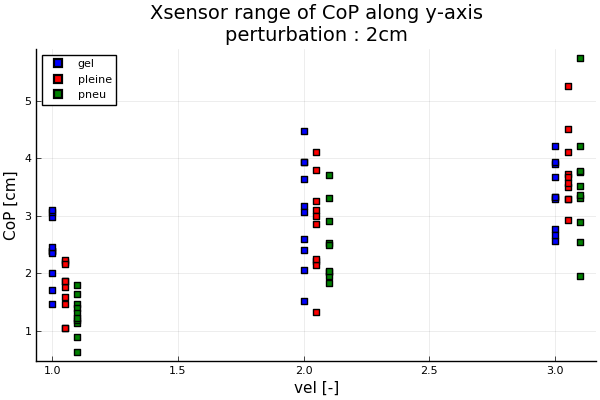 Xsensor range of CoP along y-axis
perturbation : 2cm
gel
pleine
pneu
CoP [cm]
5
4
3
2
1
1.0 1.5 2.0 2.5 3.0
vel [-]